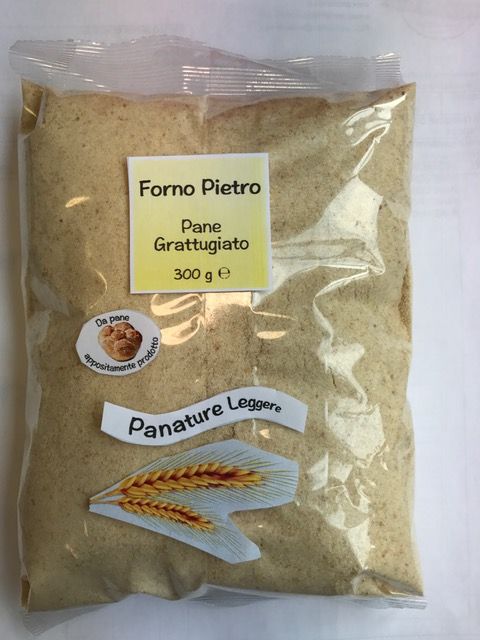 Forno Pietro
Pane
Grattugiato
300 g ℮
Da pane
appositamente prodotto
Panature Leggere